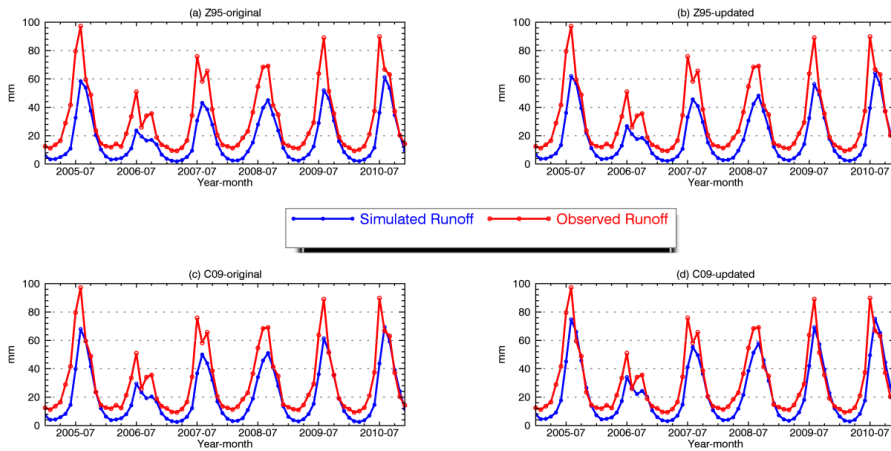 (a) Z95-original
100
80
60
40
20
0
mm
2005-07 2006-07 2007-07 2008-07 2009-07 2010-07
Year-month
(b) Z95-updated
100
80
60
40
20
0
mm
2005-07 2006-07 2007-07 2008-07 2009-07 2010-07
Year-month
Simulated Runoff Observed Runoff
(c) C09-original
100
80
60
40
20
0
mm
2005-07 2006-07 2007-07 2008-07 2009-07 2010-07
Year-month
(d) C09-updated
100
80
60
40
20
0
mm
2005-07 2006-07 2007-07 2008-07 2009-07 2010-07
Year-month